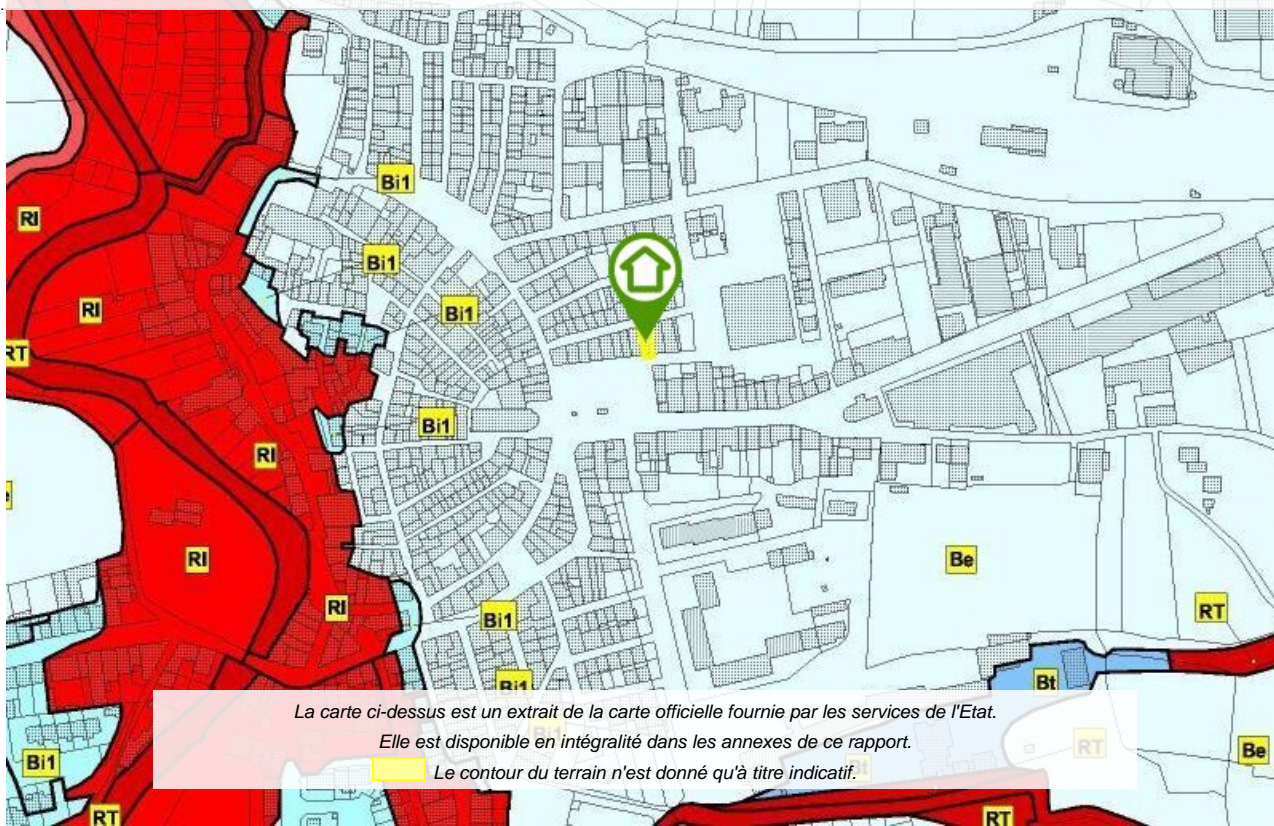 Bi1
RI
Bi1
RI
Bi1
RT
Bi1
RI
RI
Be
RI
RT
Bi1
Bt
Bi1
La carte ci-dessus est un extrait de la carte officielle fournie par les services de l'Etat.
Elle est disponible en intégralité dans les annexes de ce rapport.
Bi1
RT
Be
Bi1
Le contour du terrain n'est donné qu'à titre indicatif.
Bt
RT
RT